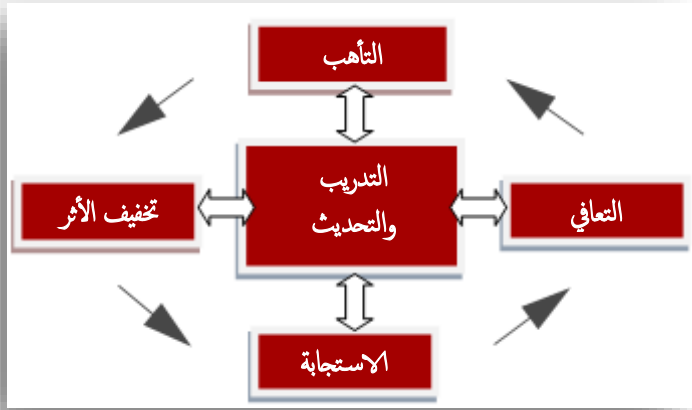 التأهب
التعافي
التدريب
والتحديث
تخفيف الأثر
الاستجابة